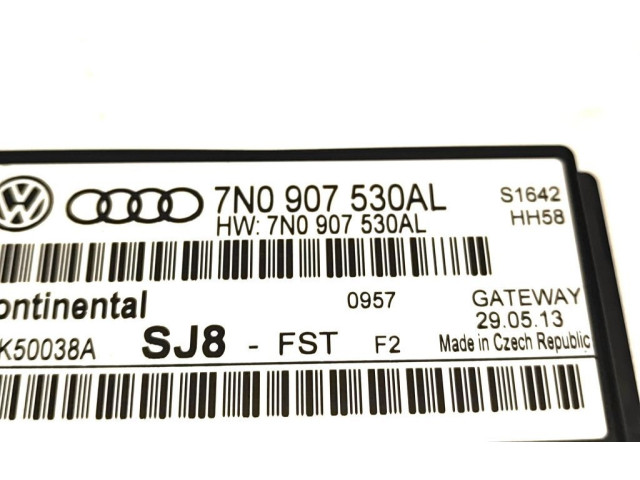 7N0 907 530AL S1642
HW: 7N0 907 530AL HH58
ontinental 0957 GATEWAY
K50038A SJ8 - FST F2 29.05.13
Made in Czech Republic